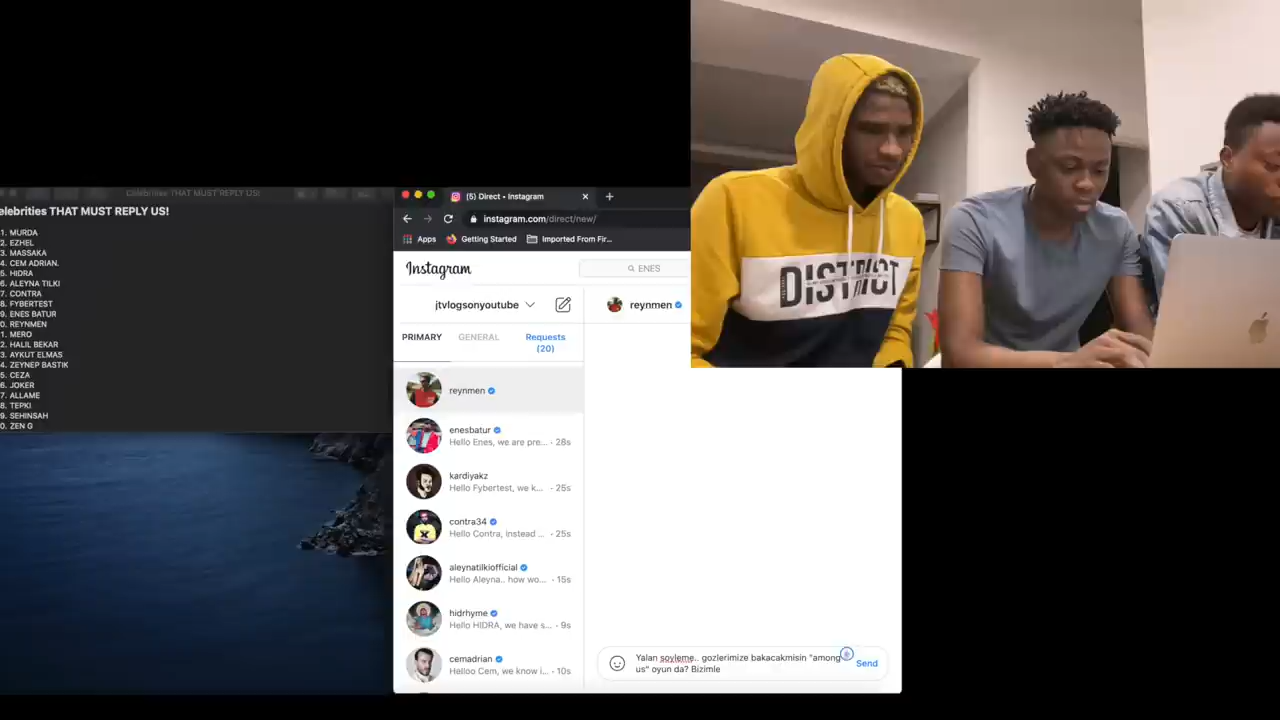 Celebrities THAT MUST REPLY US!
elebrities THAT MUST REPLY US!
1. MURDA
2. EZHEL
3. MASSAKA
4. CEM ADRIAN.
5. HIDRA
6. ALEYNA TILKI
7. CONTRA
8. FYBERTEST
9. ENES BATUR
0. REYNMEN
1. MERO
2. HALIL BEKAR
3. AYKUT ELMAS
4. ZEYNEP BASTIK
5. CEZA
6. JOKER
7. ALLAME
8. TEPKI
9. SEHINSAH
0. ZEN G
(5) Direct • Instagram
instagram.com/direct/new/
Apps
Getting Started
Imported From Fir...
Instagram
ENES
jtvlogsonyoutube
reynmen
PRIMARY
GENERAL
Requests
(20)
reynmen
enesbatur
Hello Enes, we are pre... · 28s
kardiyakz
Hello Fybertest, we k... · 25s
contra34
Hello Contra, instead ... · 25s
aleynatilkiofficial
Hello Aleyna.. how wo... · 15s
hidrhyme
Hello HIDRA, we have s... · 9s
cemadrian
Helloo Cem, we know i... · 10s
Yalan soyleme.. gozlerimize bakacakmisin "among
us" oyun da? Bizimle
Send
DISTRICT